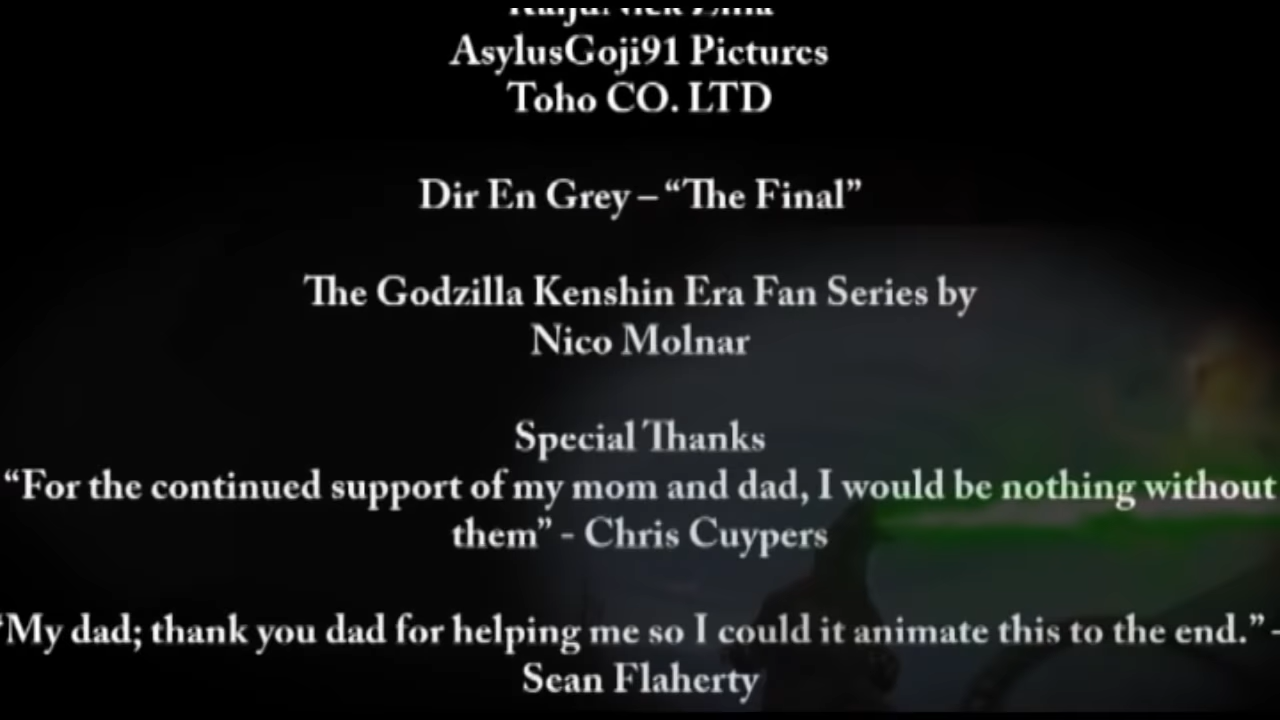 AsylusGoji91 Pictures
Toho CO. LTD
Dir En Grey – “The Final”
The Godzilla Kenshin Era Fan Series by
Nico Molnar
Special Thanks
“For the continued support of my mom and dad, I would be nothing without
them” - Chris Cuypers
“My dad; thank you dad for helping me so I could it animate this to the end.” -
Sean Flaherty